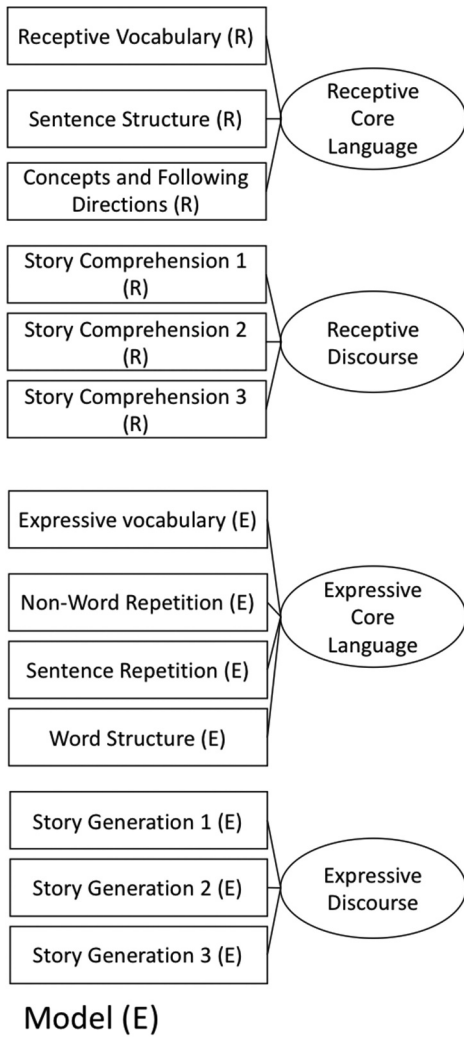 Receptive Vocabulary (R)
Sentence Structure (R)
Concepts and Following
Directions (R)
Receptive
Core
Language
Story Comprehension 1
(R)
Story Comprehension 2
(R)
Story Comprehension 3
(R)
Receptive
Discourse
Expressive vocabulary (E)
Non-Word Repetition (E)
Sentence Repetition (E)
Word Structure (E)
Expressive
Core
Language
Story Generation 1 (E)
Story Generation 2 (E)
Story Generation 3 (E)
Expressive
Discourse
Model (E)